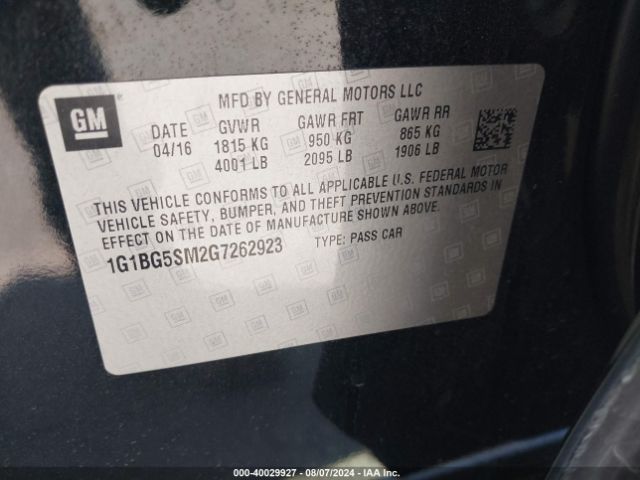 GM
MFD BY GENERAL MOTORS LLC
DATE GVWR GAWR FRT GAWR RR
04/16 1815 KG 950 KG 865 KG
4001 LB 2095 LB 1906 LB
THIS VEHICLE CONFORMS TO ALL APPLICABLE U.S. FEDERAL MOTOR
VEHICLE SAFETY, BUMPER, AND THEFT PREVENTION STANDARDS IN
EFFECT ON THE DATE OF MANUFACTURE SHOWN ABOVE.
1G1BG5SM2G7262923 TYPE: PASS CAR
000-40029927 - 08/07/2024 - IAAI.COM